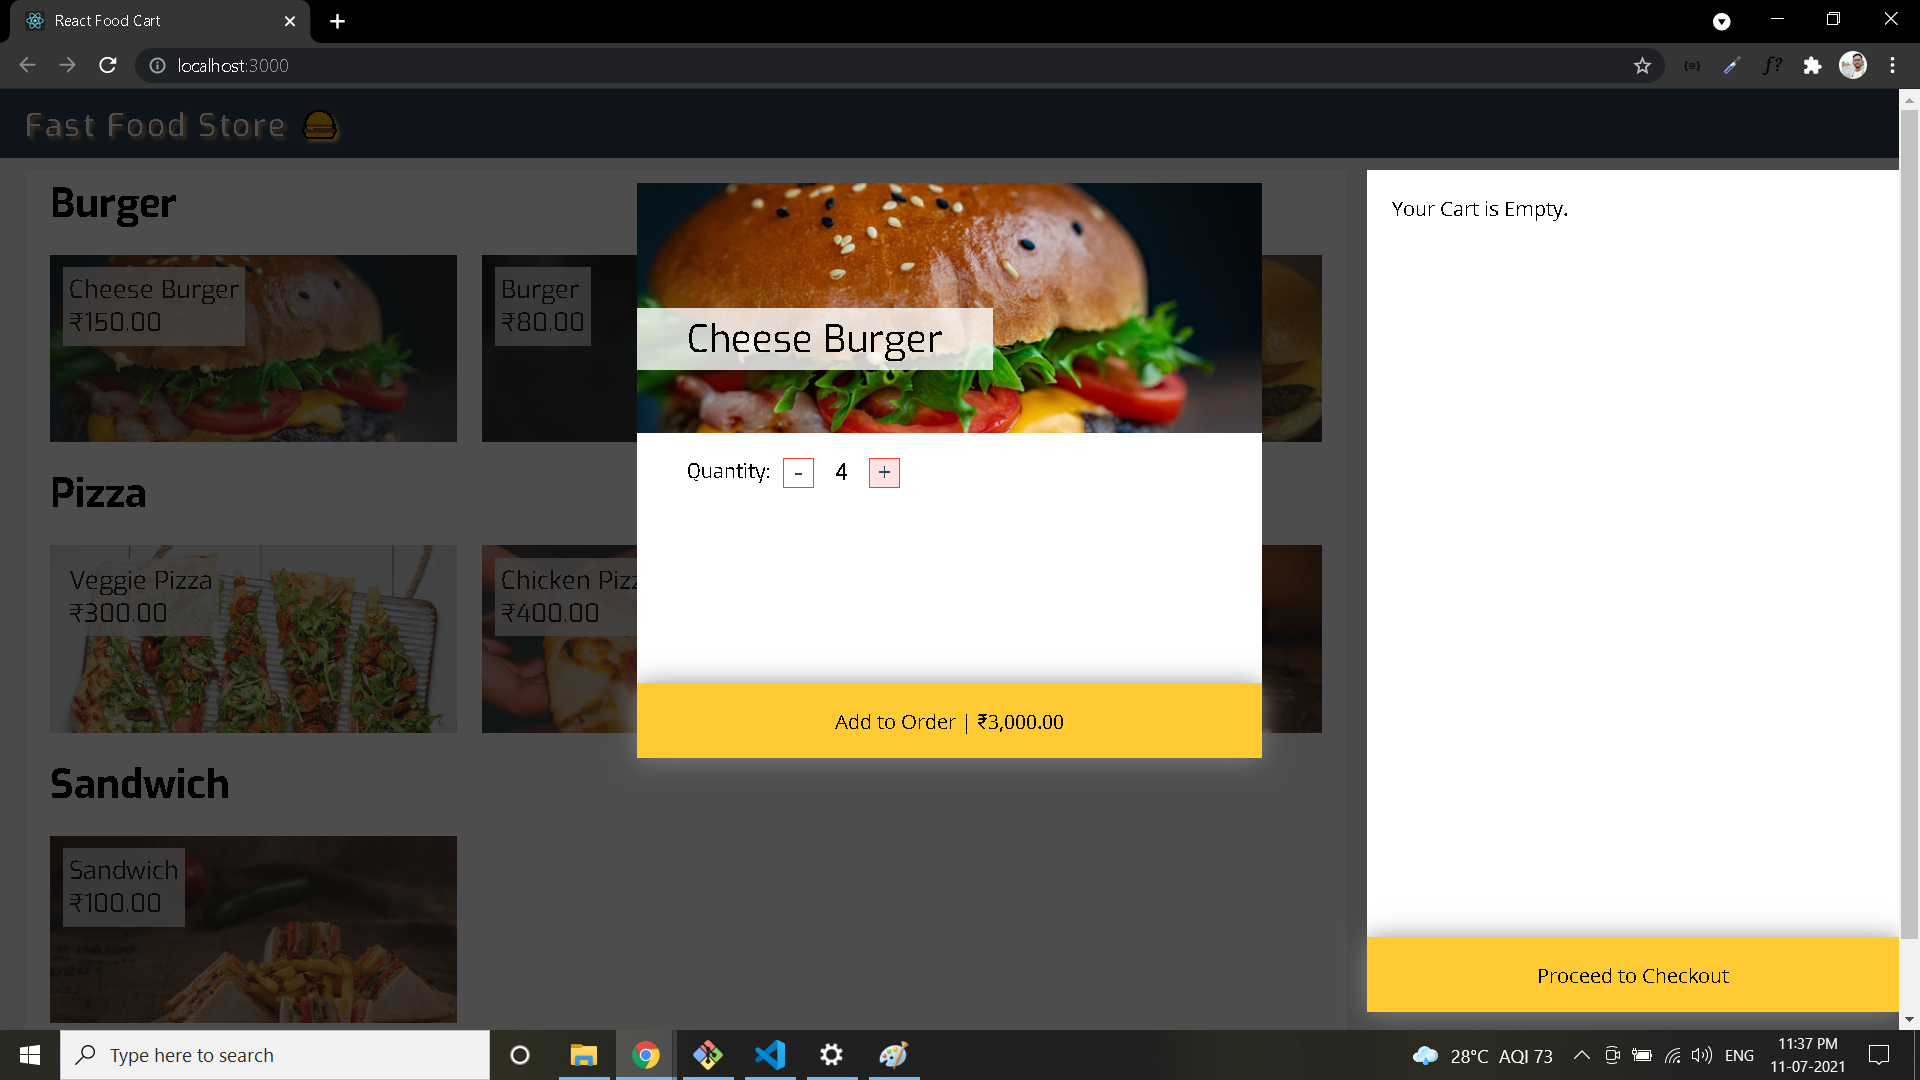 React Food Cart
localhost:3000
Fast Food Store
Burger
Cheese Burger
₹150.00
Burger
₹80.00
Pizza
Veggie Pizza
₹300.00
Chicken Pizz
₹400.00
Sandwich
Sandwich
₹100.00
Cheese Burger
Quantity: - 4 +
Add to Order | ₹3,000.00
Your Cart is Empty.
Proceed to Checkout
Type here to search
28°C AQI 73
ENG
11:37 PM
11-07-2021